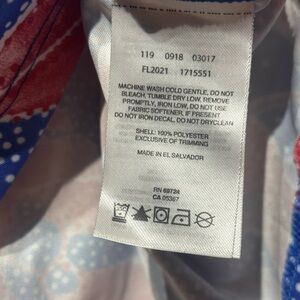 119 0918 03017
FL2021 1715551
MACHINE WASH COLD GENTLE, DO NOT
BLEACH, TUMBLE DRY LOW, REMOVE
PROMPTLY, IRON LOW, DO NOT USE
FABRIC SOFTENER, IF PRESENT
DO NOT IRON DECAL, DO NOT DRYCLEAN
SHELL: 100% POLYESTER
EXCLUSIVE OF TRIMMING
MADE IN EL SALVADOR
RN 69724
CA 05367